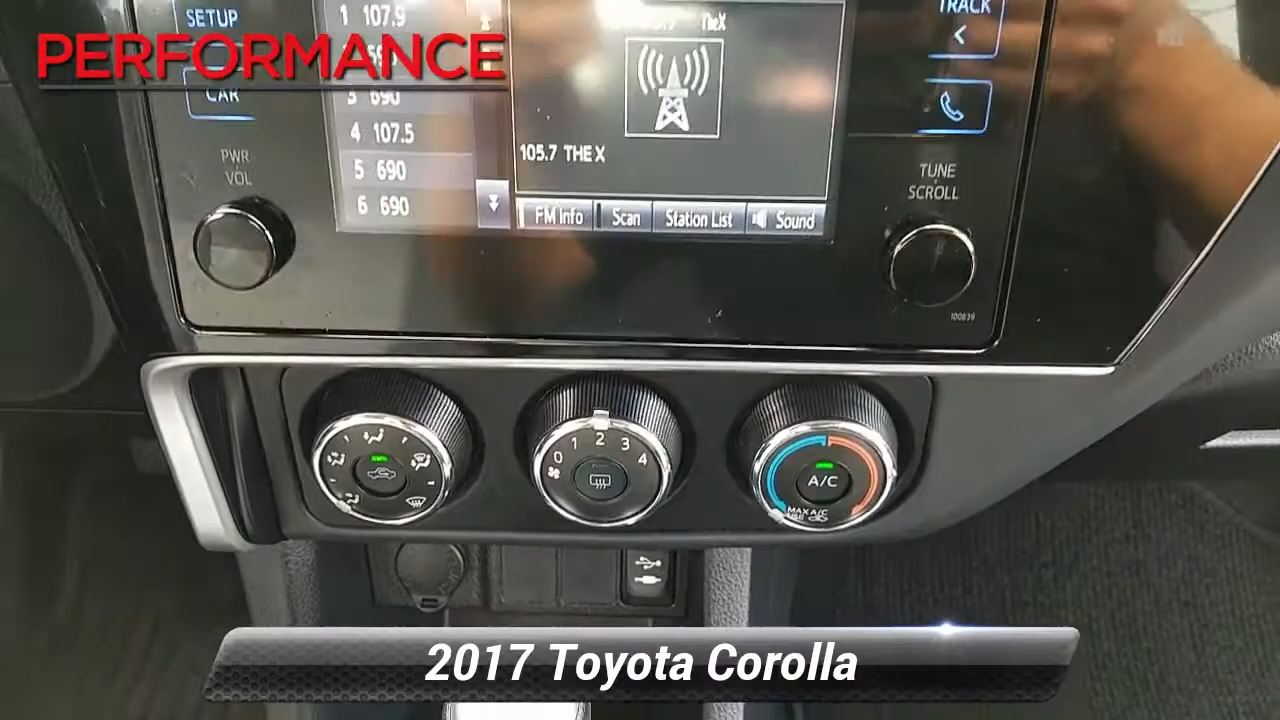 SETUP
PERFORMANCE
CAR
PWR
VOL
1 107.9
3 690
4 107.5
5 690
6 690
105.7 THE X
FM Info
Scan
Station List
Sound
TRACK
<
TUNE
SCROLL
100639
0 1 2 3 4
A/C
MAX A/C
2017 Toyota Corolla